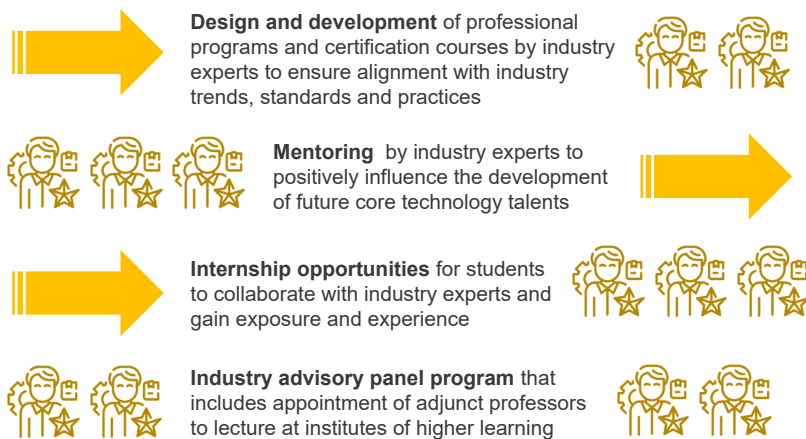 Design and development of professional
programs and certification courses by industry
experts to ensure alignment with industry
trends, standards and practices
Mentoring by industry experts to
positively influence the development
of future core technology talents
Internship opportunities for students
to collaborate with industry experts and
gain exposure and experience
Industry advisory panel program that
includes appointment of adjunct professors
to lecture at institutes of higher learning